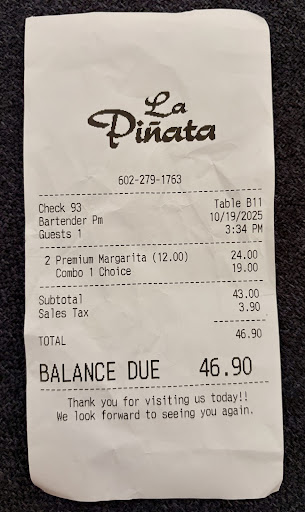 La
Piñata
602-279-1763
Check 93 Table B11
Bartender Pm 10/19/2025
Guests 1 3:34 PM
2 Premium Margarita (12.00) 24.00
Combo 1 Choice 19.00
Subtotal 43.00
Sales Tax 3.90
TOTAL 46.90
BALANCE DUE 46.90
Thank you for visiting us today!!
We look forward to seeing you again.